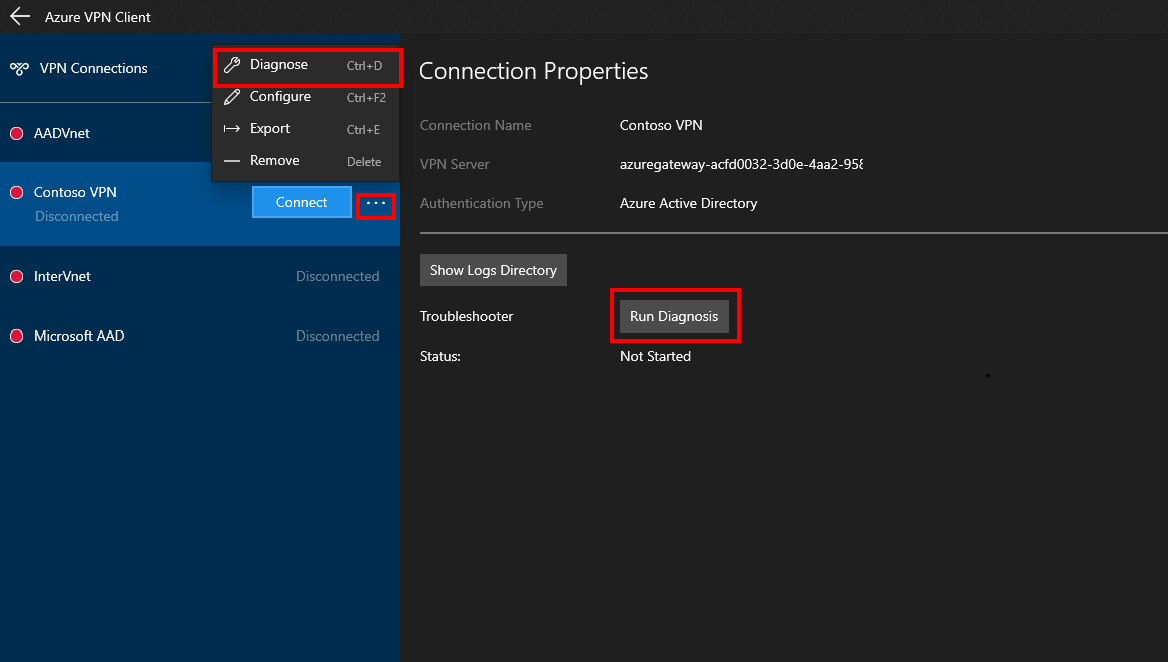 Azure VPN Client
VPN Connections
Diagnose Ctrl+D
Configure Ctrl+F2
Export Ctrl+E
Remove Delete
AADVnet
Contoso VPN
Disconnected
Connect ...
InterVnet Disconnected
Microsoft AAD Disconnected
Connection Properties
Connection Name Contoso VPN
VPN Server azuregateway-acfd0032-3d0e-4aa2-958
Authentication Type Azure Active Directory
Show Logs Directory
Troubleshooter Run Diagnosis
Status: Not Started